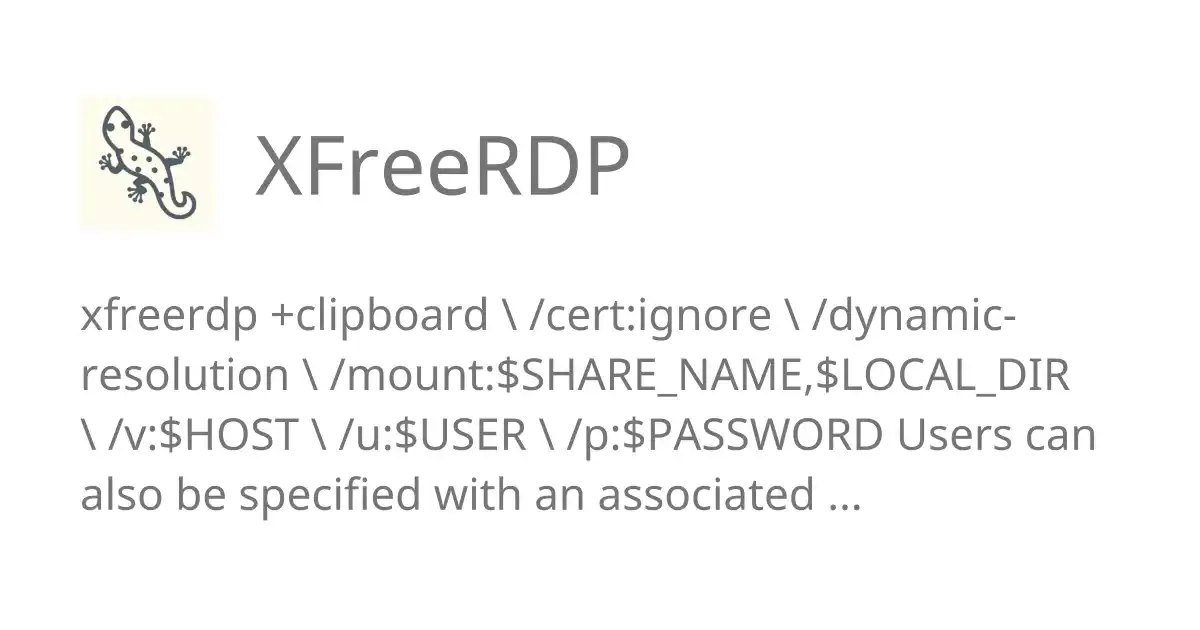 XFreeRDP
xfreerdp +clipboard \ /cert:ignore \ /dynamic-
resolution \ /mount:$SHARE_NAME,$LOCAL_DIR
\ /v:$HOST \ /u:$USER \ /p:$PASSWORD Users can
also be specified with an associated ...